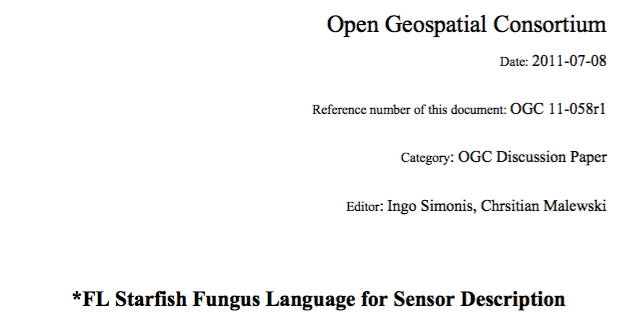 Open Geospatial Consortium
Date: 2011-07-08
Reference number of this document: OGC 11-058r1
Category: OGC Discussion Paper
Editor: Ingo Simonis, Chrsitian Malewski
*FL Starfish Fungus Language for Sensor Description